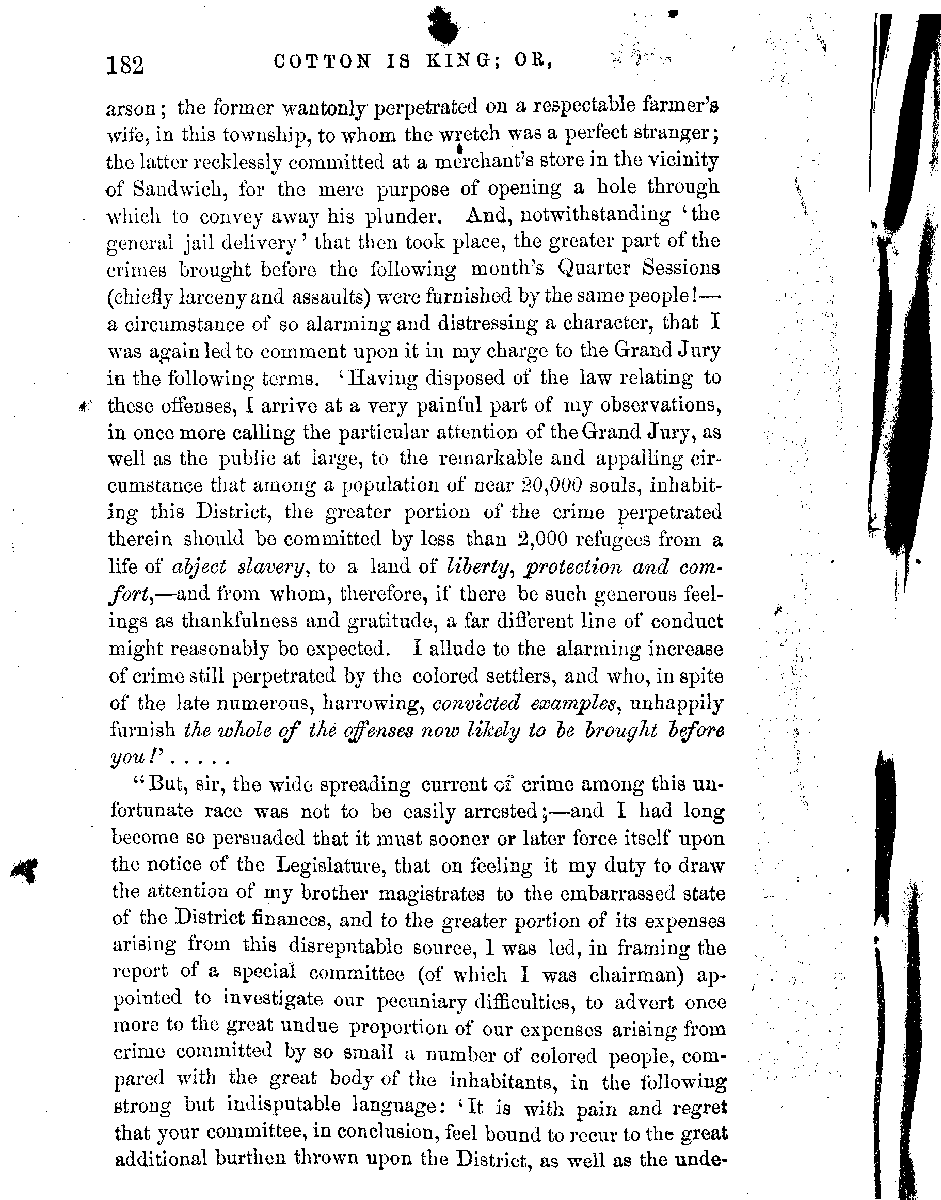 182 COTTON IS KING; OR,
arson; the former wantonly perpetrated on a respectable farmer's
wife, in this township, to whom the wretch was a perfect stranger;
the latter recklessly committed at a merchant's store in the vicinity
of Sandwich, for the mere purpose of opening a hole through
which to convey away his plunder. And, notwithstanding 'the
general jail delivery' that then took place, the greater part of the
crimes brought before the following month's Quarter Sessions
(chiefly larceny and assaults) were furnished by the same people!—
a circumstance of so alarming and distressing a character, that I
was again led to comment upon it in my charge to the Grand Jury
in the following terms. 'Having disposed of the law relating to
these offenses, I arrive at a very painful part of my observations,
in once more calling the particular attention of the Grand Jury, as
well as the public at large, to the remarkable and appalling cir-
cumstance that among a population of near 20,000 souls, inhabit-
ing this District, the greater portion of the crime perpetrated
therein should be committed by less than 2,000 refugees from a
life of abject slavery, to a land of liberty, protection and com-
fort,—and from whom, therefore, if there be such generous feel-
ings as thankfulness and gratitude, a far different line of conduct
might reasonably be expected. I allude to the alarming increase
of crime still perpetrated by the colored settlers, and who, in spite
of the late numerous, harrowing, convicted examples, unhappily
furnish the whole of the offenses now likely to be brought before
you!' . . . . .
"But, sir, the wide spreading current of crime among this un-
fortunate race was not to be easily arrested;—and I had long
become so persuaded that it must sooner or later force itself upon
the notice of the Legislature, that on feeling it my duty to draw
the attention of my brother magistrates to the embarrassed state
of the District finances, and to the greater portion of its expenses
arising from this disreputable source, I was led, in framing the
report of a special committee (of which I was chairman) ap-
pointed to investigate our pecuniary difficulties, to advert once
more to the great undue proportion of our expenses arising from
crime committed by so small a number of colored people, com-
pared with the great body of the inhabitants, in the following
strong but indisputable language: 'It is with pain and regret
that your committee, in conclusion, feel bound to recur to the great
additional burthen thrown upon the District, as well as the unde-